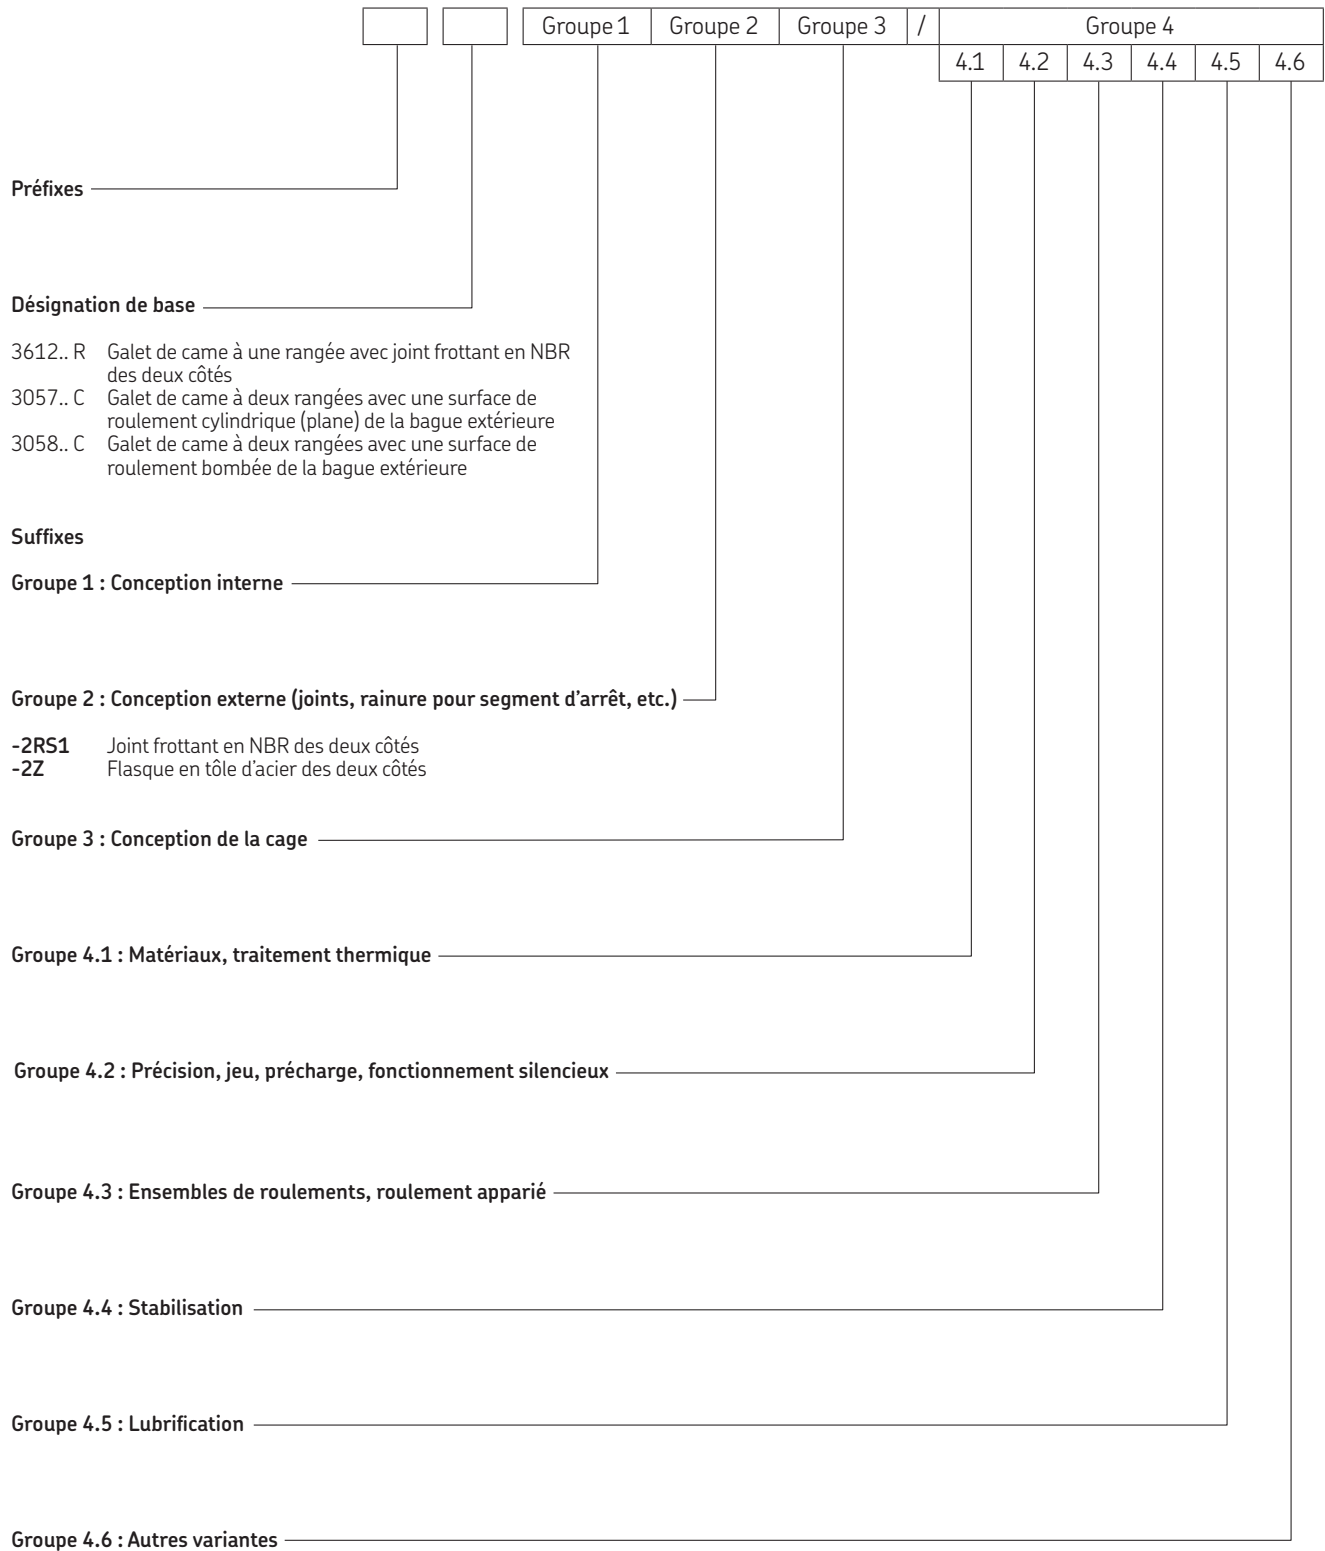 Groupe 1 Groupe 2 Groupe 3 / Groupe 4
4.1 4.2 4.3 4.4 4.5 4.6
Préfixes
Désignation de base
3612.. R Galet de came à une rangée avec joint frottant en NBR
des deux côtés
3057.. C Galet de came à deux rangées avec une surface de
roulement cylindrique (plane) de la bague extérieure
3058.. C Galet de came à deux rangées avec une surface de
roulement bombée de la bague extérieure
Suffixes
Groupe 1 : Conception interne
Groupe 2 : Conception externe (joints, rainure pour segment d’arrêt, etc.)
-2RS1 Joint frottant en NBR des deux côtés
-2Z Flasque en tôle d’acier des deux côtés
Groupe 3 : Conception de la cage
Groupe 4.1 : Matériaux, traitement thermique
Groupe 4.2 : Précision, jeu, précharge, fonctionnement silencieux
Groupe 4.3 : Ensembles de roulements, roulement apparié
Groupe 4.4 : Stabilisation
Groupe 4.5 : Lubrification
Groupe 4.6 : Autres variantes